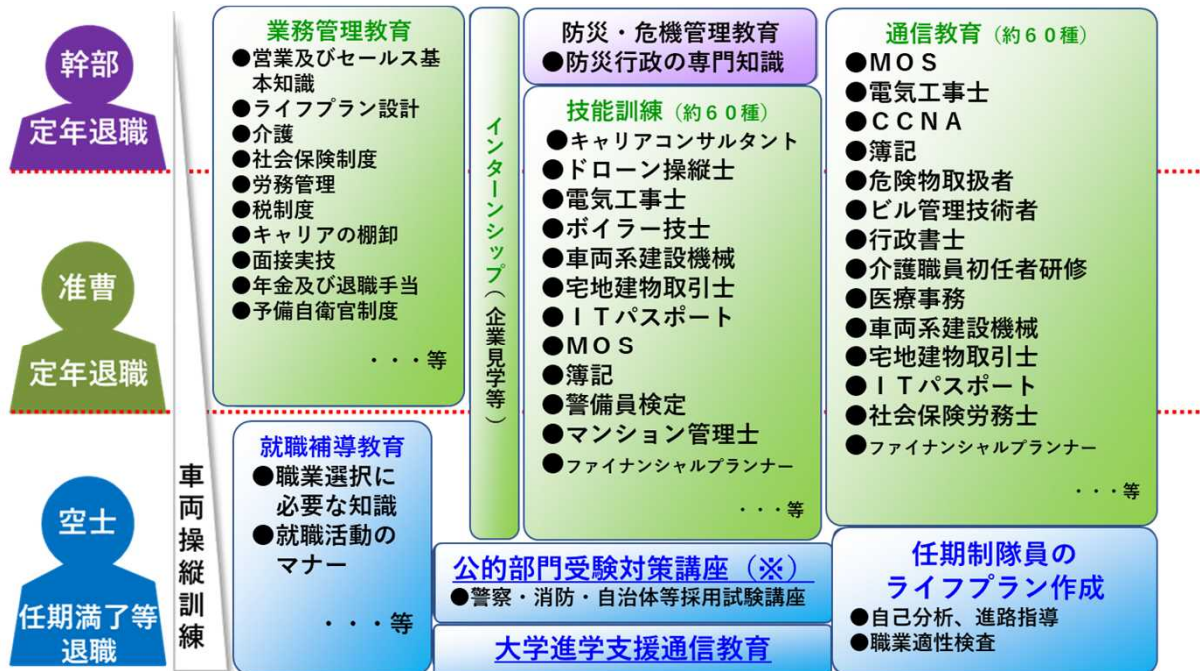 幹部
定年退職
准曹
定年退職
空士
任期満了等
退職
車両操縦訓練
業務管理教育
●営業及びセールス基
本知識
●ライフプラン設計
●介護
●社会保険制度
●労務管理
●税制度
●キャリアの棚卸
●面接実技
●年金及び退職手当
●予備自衛官制度
・・・等
就職補導教育
●職業選択に
必要な知識
●就職活動の
マナー
・・・等
インターンシップ（企業見学等）
防災・危機管理教育
●防災行政の専門知識
技能訓練（約６０種）
●キャリアコンサルタント
●ドローン操縦士
●電気工事士
●ボイラー技士
●車両系建設機械
●宅地建物取引士
●ＩＴパスポート
●ＭＯＳ
●簿記
●警備員検定
●マンション管理士
●ファイナンシャルプランナー
・・・等
通信教育（約６０種）
●ＭＯＳ
●電気工事士
●ＣＣＮＡ
●簿記
●危険物取扱者
●ビル管理技術者
●行政書士
●介護職員初任者研修
●医療事務
●車両系建設機械
●宅地建物取引士
●ＩＴパスポート
●社会保険労務士
●ファイナンシャルプランナー
・・・等
公的部門受験対策講座（※）
●警察・消防・自治体等採用試験講座
大学進学支援通信教育
任期制隊員の
ライフプラン作成
●自己分析、進路指導
●職業適性検査